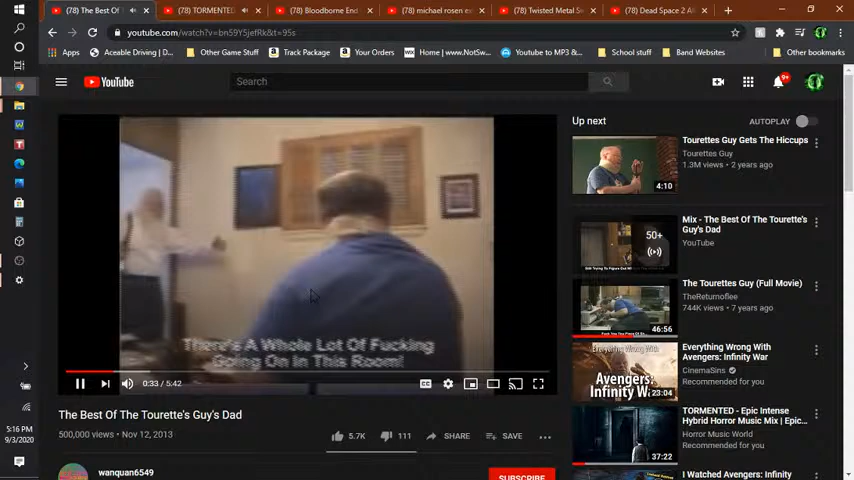 (78) The Best Of T
(78) TORMENTED
(78) Bloodborne En
(78) michael rosen ex
(78) Twisted Metal S
(78) Dead Space 2 A
youtube.com/watch?v=bn59Y5jefRk&t=95s
Apps
Aceable Driving | D...
Other Game Stuff
Track Package
Your Orders
Home | www.NotSw...
Youtube to MP3 &...
School stuff
Band Websites
Other bookmarks
YouTube
Search
9+
Up next
AUTOPLAY
There's A Whole Lot Of Fucking
Going On In This Room!
0:33 / 5:42
CC
The Best Of The Tourette's Guy's Dad
500,000 views • Nov 12, 2013
5.7K
111
SHARE
SAVE
wanquan6549
SUBSCRIBE
Tourettes Guy Gets The Hiccups
Tourettes Guy
1.3M views • 2 years ago
4:10
Mix - The Best Of The Tourette's
Guy's Dad
YouTube
50+
The Tourettes Guy (Full Movie)
TheReturnoflee
744K views • 7 years ago
46:56
Everything Wrong With
Avengers: Infinity War
CinemaSins
Recommended for you
Everything
Wrong With
INFINITY WAR
23:04
TORMENTED - Epic Intense
Hybrid Horror Music Mix | Epic...
Horror Music World
Recommended for you
37:22
I Watched Avengers: Infinity
5:16 PM
9/3/2020